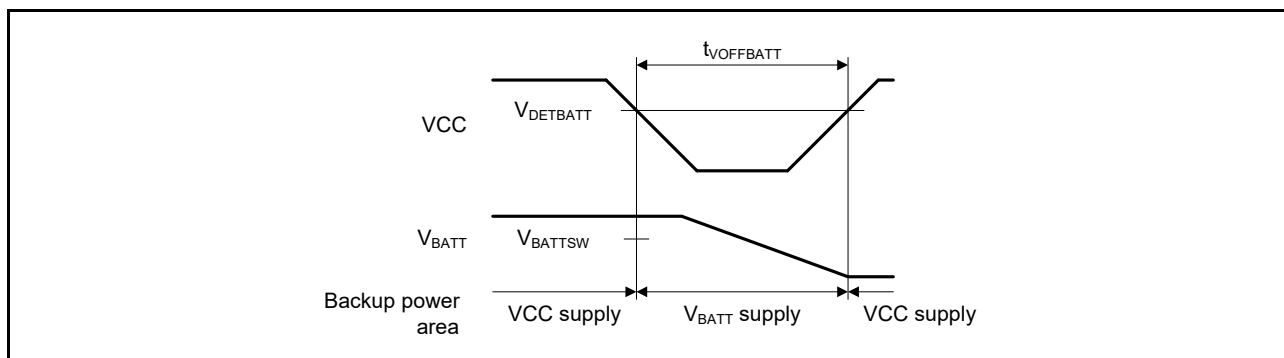 tVOFFBATT
VCC
VDETBATT
VBATT
VBATTSW
Backup power
area
VCC supply
VBATT supply
VCC supply